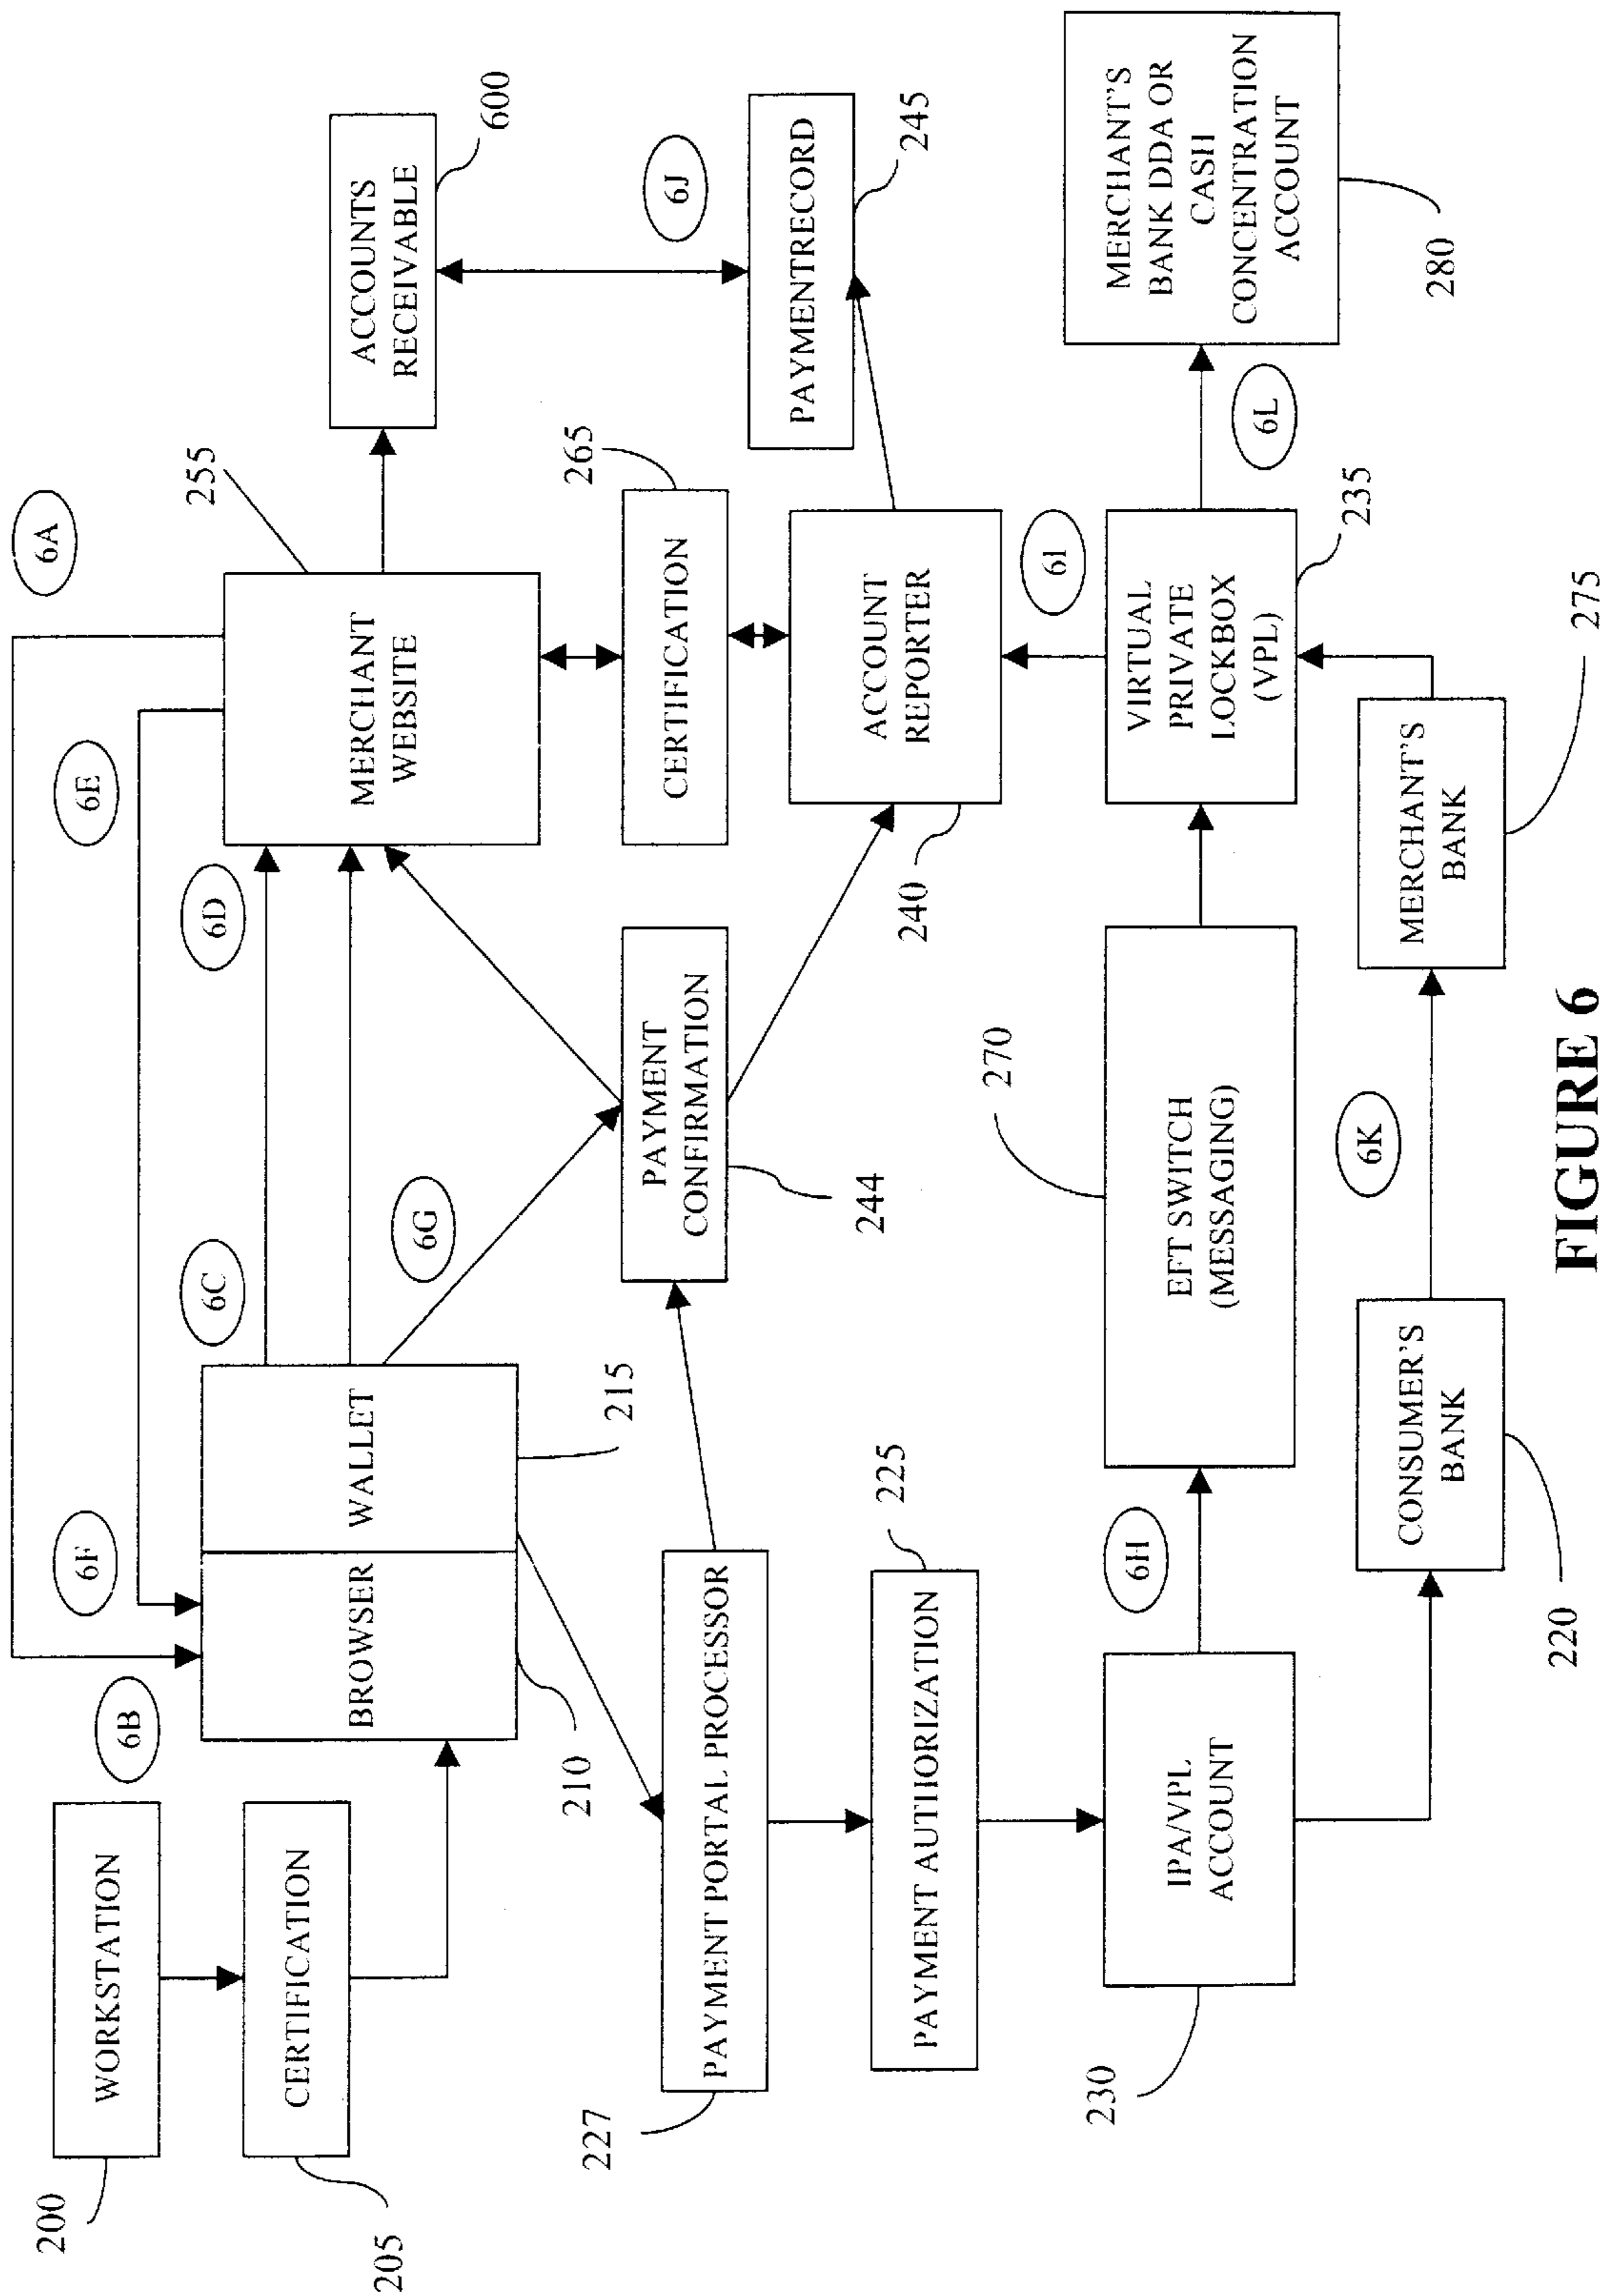 6A
6E
6F
6B
6C
6D
255
WORKSTATION
200
CERTIFICATION
205
BROWSER
210
WALLET
215
MERCHANT
WEBSITE
ACCOUNTS
RECEIVABLE
600
6G
6J
265
CERTIFICATION
PAYMENT
CONFIRMATION
244
PAYMENT PORTAL PROCESSOR
227
PAYMENTRECORD
245
ACCOUNT
REPORTER
240
225
PAYMENT AUTHORIZATION
270
6I
6H
IPA/VPL
ACCOUNT
230
EFT SWITCH
(MESSAGING)
VIRTUAL
PRIVATE
LOCKBOX
(VPL)
235
6L
MERCHANT'S
BANK DDA OR
CASH
CONCENTRATION
ACCOUNT
280
6K
CONSUMER'S
BANK
220
MERCHANT'S
BANK
275
FIGURE 6